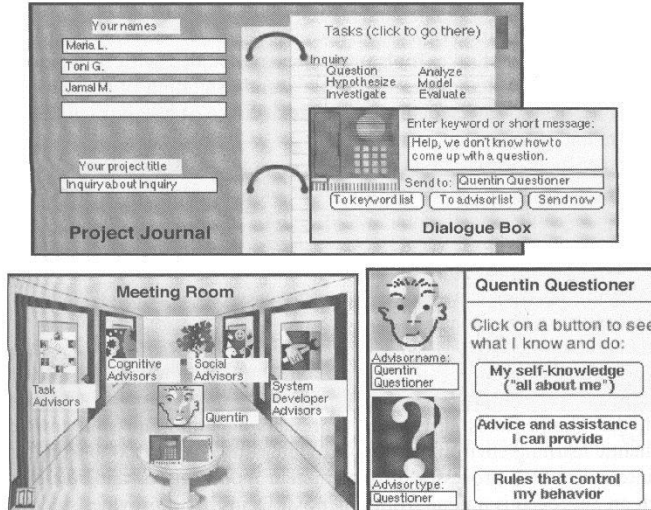 Your names
Maria L.
Toni G.
Jamal M.
Your project title
Inquiry about Inquiry
Project Journal
Tasks (click to go there)
Inquiry
Question Analyze
Hypothesize Model
Investigate Evaluate
Enter keyword or short message:
Help, we don't know how to
come up with a question.
Send to: Quentin Questioner
To keyword list To advisor list Send now
Dialogue Box
Meeting Room
Task
Advisors
Cognitive
Advisors
Social
Advisors
System
Developer
Advisors
Quentin
Advisor name:
Quentin
Questioner
?
Advisor type:
Questioner
Quentin Questioner
Click on a button to see
what I know and do:
My self-knowledge
("all about me")
Advice and assistance
I can provide
Rules that control
my behavior